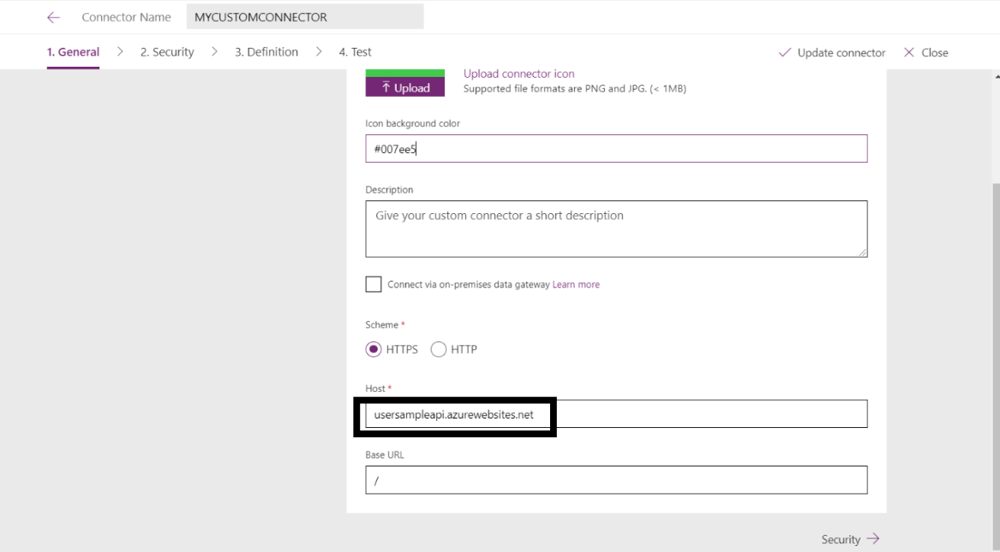 Connector Name MYCUSTOMCONNECTOR
1. General 2. Security 3. Definition 4. Test Update connector Close
Upload connector icon
Upload Supported file formats are PNG and JPG. (< 1MB)
Icon background color
#007ee5
Description
Give your custom connector a short description
Connect via on-premises data gateway Learn more
Scheme *
HTTPS HTTP
Host *
usersampleapi.azurewebsites.net
Base URL
/
Security